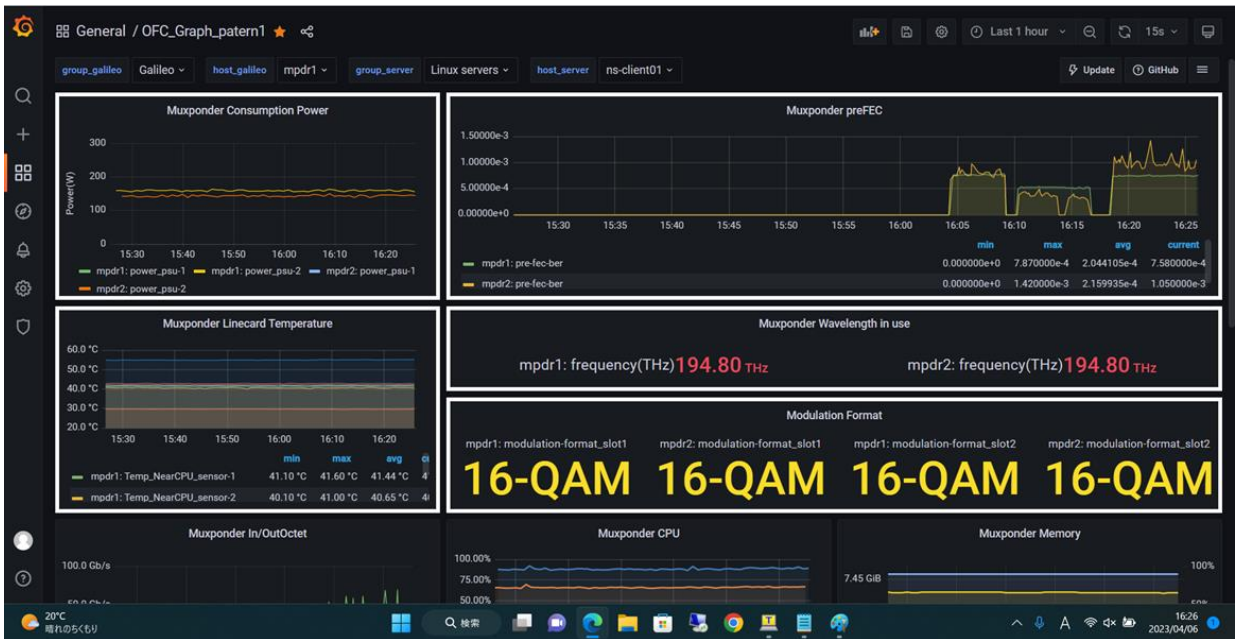 General / OFC_Graph_patern1
Last 1 hour
15s
group_galileo Galileo host_galileo mpdr1 group_server Linux servers host_server ns-client01
Update GitHub
Muxponder Consumption Power
300
200
100
0
Power(W)
15:30 15:40 15:50 16:00 16:10 16:20
mpdr1: power_psu-1 mpdr1: power_psu-2 mpdr2: power_psu-1
mpdr2: power_psu-2
Muxponder preFEC
1.50000e-3
1.00000e-3
5.00000e-4
0.00000e+0
15:30 15:35 15:40 15:45 15:50 15:55 16:00 16:05 16:10 16:15 16:20 16:25
min max avg current
mpdr1: pre-fec-ber 0.000000e+0 7.870000e-4 2.044105e-4 7.580000e-4
mpdr2: pre-fec-ber 0.000000e+0 1.420000e-3 2.159935e-4 1.050000e-3
Muxponder Linecard Temperature
60.0 °C
50.0 °C
40.0 °C
30.0 °C
20.0 °C
15:30 15:40 15:50 16:00 16:10 16:20
min max avg
mpdr1: Temp_NearCPU_sensor-1 41.10 °C 41.60 °C 41.44 °C
mpdr1: Temp_NearCPU_sensor-2 40.10 °C 41.00 °C 40.65 °C
Muxponder Wavelength in use
mpdr1: frequency(THz)194.80 THz mpdr2: frequency(THz)194.80 THz
Modulation Format
mpdr1: modulation-format_slot1 mpdr2: modulation-format_slot1 mpdr1: modulation-format_slot2 mpdr2: modulation-format_slot2
16-QAM 16-QAM 16-QAM 16-QAM
Muxponder In/OutOctet
100.0 Gb/s
50.0 Gb/s
Muxponder CPU
100.00%
75.00%
50.00%
Muxponder Memory
7.45 GiB
100%
50%
20°C
晴れのちくもり
検索
A
16:26
2023/04/06